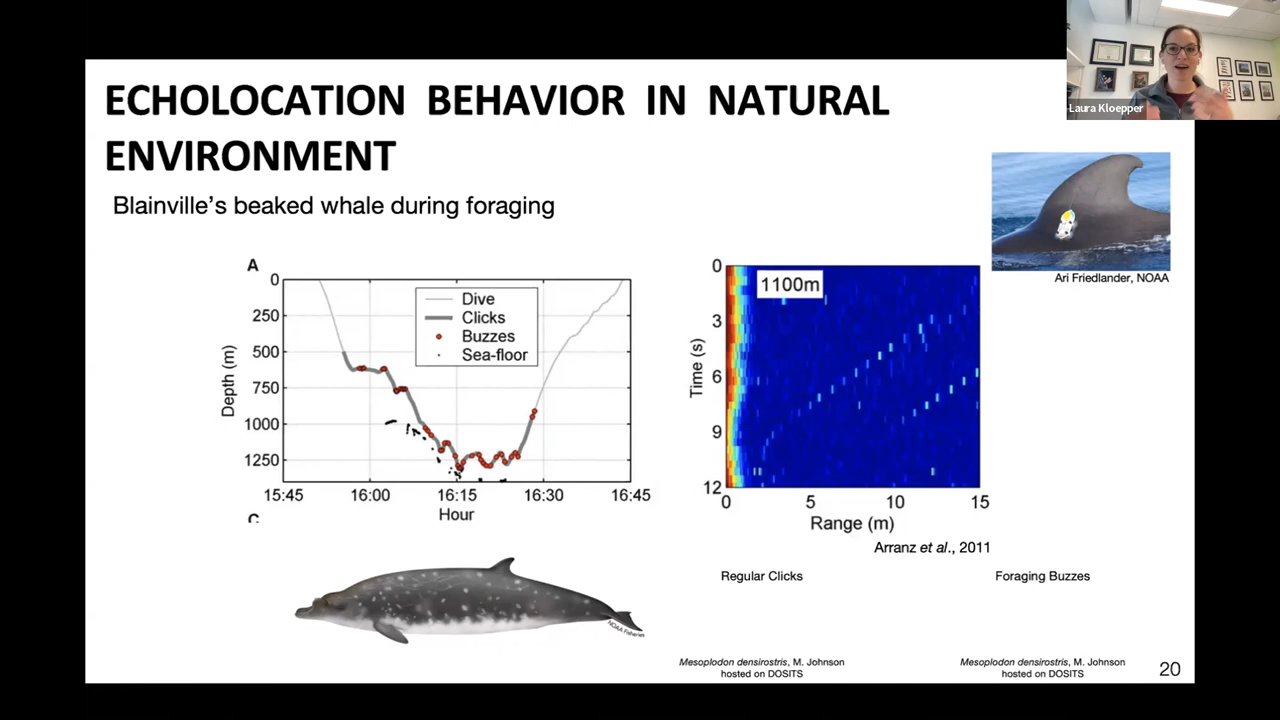 Laura Kloepper
ECHOLOCATION BEHAVIOR IN NATURAL
ENVIRONMENT
Blainville's beaked whale during foraging
Ari Friedlander, NOAA
A
0
250
500
750
1000
1250
Depth (m)
Dive
Clicks
Buzzes
Sea-floor
15:45 16:00 16:15 16:30 16:45
Hour
C
NOAA Fisheries
1100m
0
3
6
9
12
Time (s)
0 5 10 15
Range (m)
Arranz et al., 2011
Regular Clicks
Foraging Buzzes
Mesoplodon densirostris, M. Johnson
hosted on DOSITS
Mesoplodon densirostris, M. Johnson
hosted on DOSITS
20